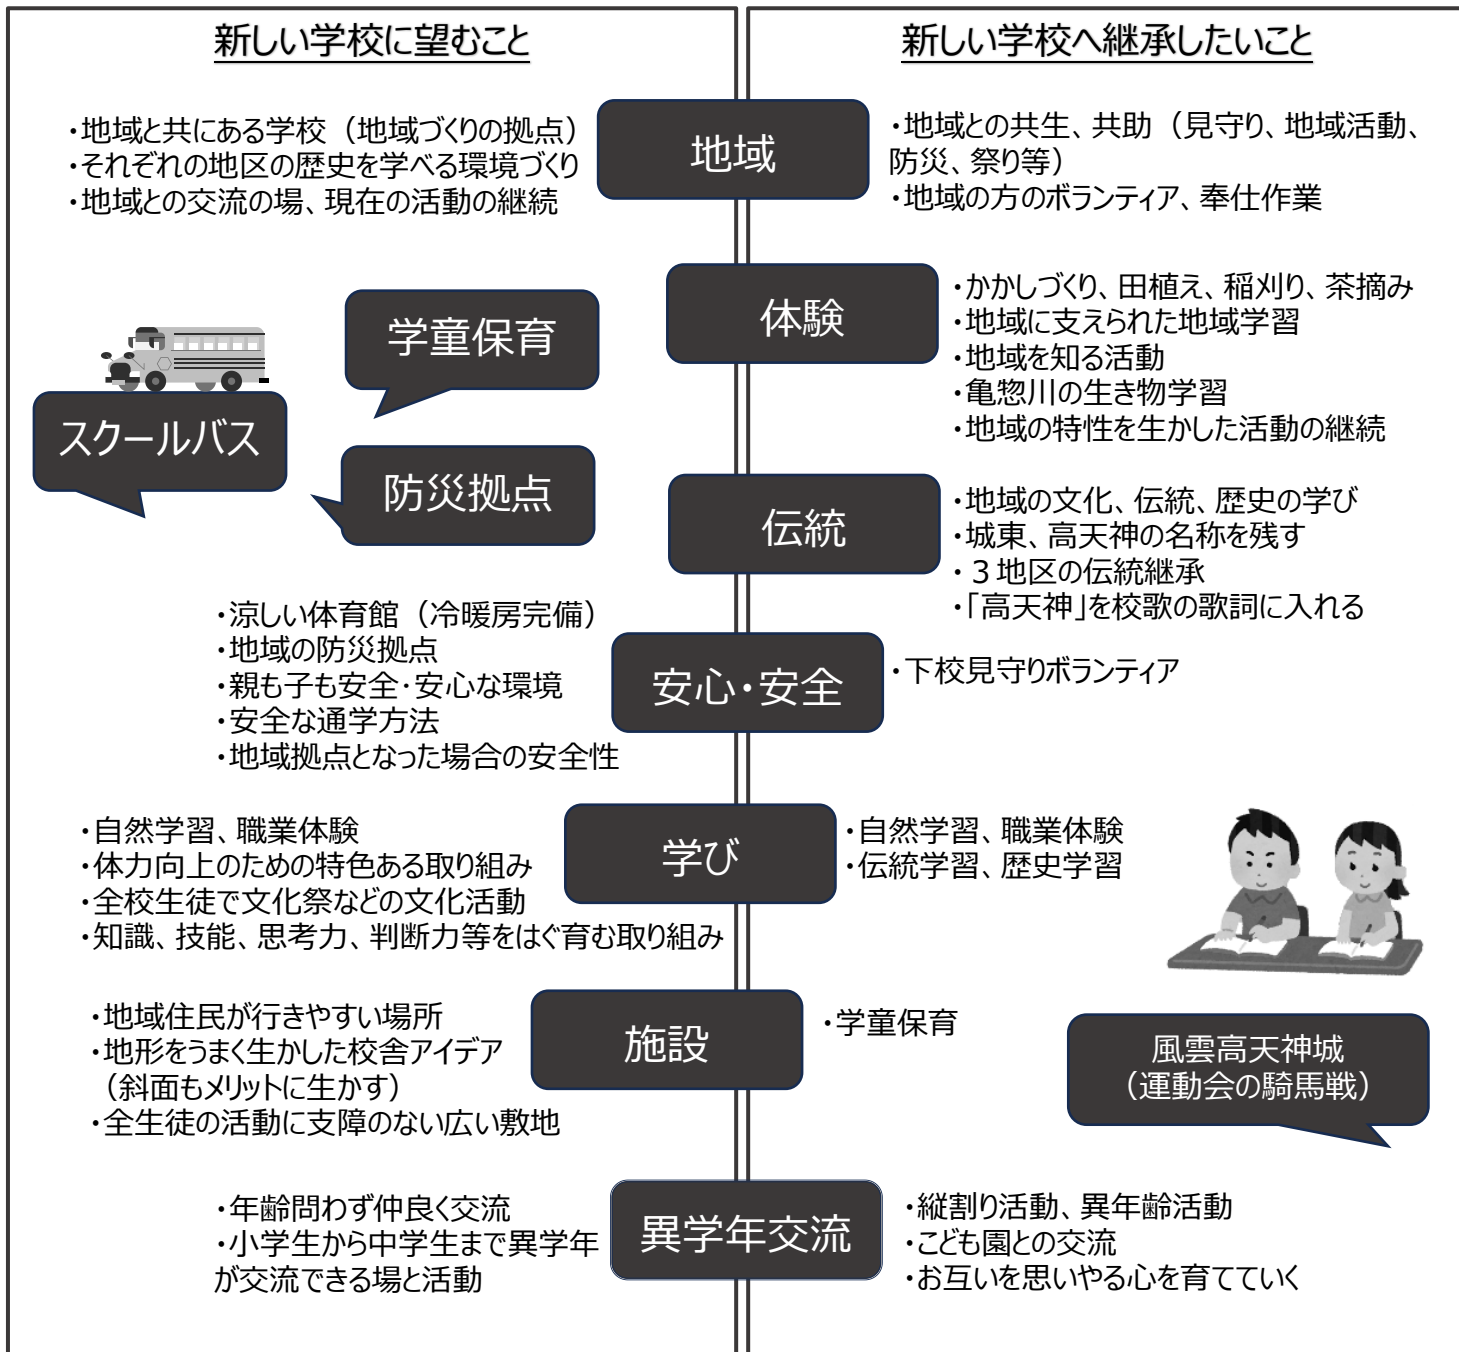 新しい学校に望むこと
・地域と共にある学校（地域づくりの拠点）
・それぞれの地区の歴史を学べる環境づくり
・地域との交流の場、現在の活動の継続
学童保育
スクールバス
防災拠点
・涼しい体育館（冷暖房完備）
・地域の防災拠点
・親も子も安全・安心な環境
・安全な通学方法
・地域拠点となった場合の安全性
・自然学習、職業体験
・体力向上のための特色ある取り組み
・全校生徒で文化祭などの文化活動
・知識、技能、思考力、判断力等をはぐ育む取り組み
・地域住民が行きやすい場所
・地形をうまく生かした校舎アイデア
（斜面もメリットに生かす）
・全生徒の活動に支障のない広い敷地
・年齢問わず仲良く交流
・小学生から中学生まで異学年
が交流できる場と活動
地域
体験
伝統
安心・安全
学び
施設
異学年交流
新しい学校へ継承したいこと
・地域との共生、共助（見守り、地域活動、
防災、祭り等）
・地域の方のボランティア、奉仕作業
・かかしづくり、田植え、稲刈り、茶摘み
・地域に支えられた地域学習
・地域を知る活動
・亀惣川の生き物学習
・地域の特性を生かした活動の継続
・地域の文化、伝統、歴史の学び
・城東、高天神の名称を残す
・３地区の伝統継承
・「高天神」を校歌の歌詞に入れる
・下校見守りボランティア
・自然学習、職業体験
・伝統学習、歴史学習
・学童保育
風雲高天神城
（運動会の騎馬戦）
・縦割り活動、異年齢活動
・こども園との交流
・お互いを思いやる心を育てていく